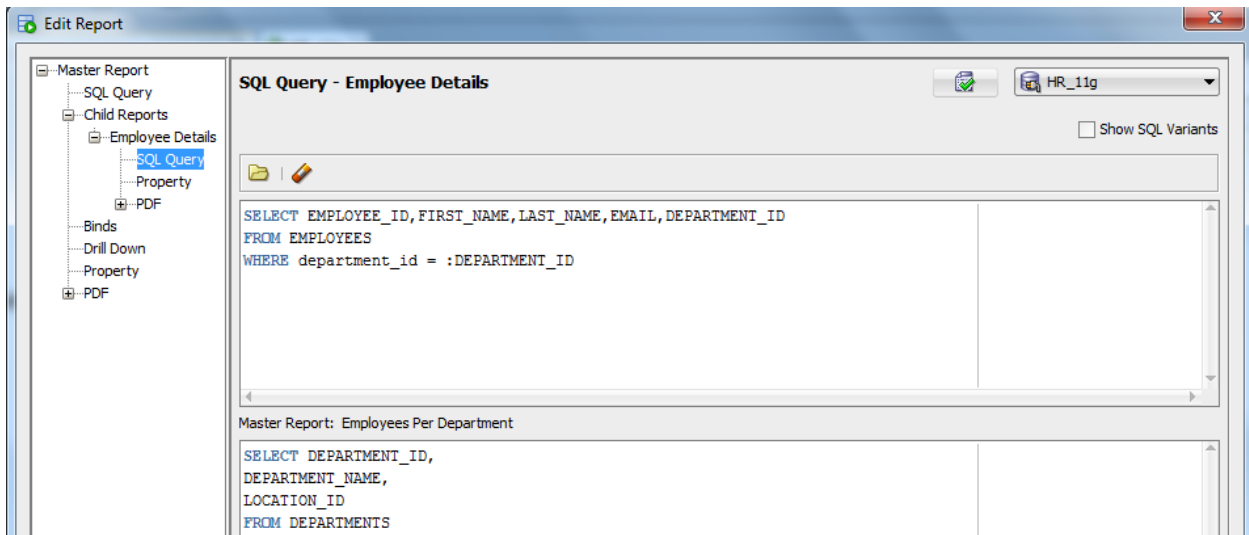 Edit Report
Master Report
SQL Query
Child Reports
Employee Details
SQL Query
Property
PDF
Binds
Drill Down
Property
PDF
SQL Query - Employee Details
HR_11g
Show SQL Variants
SELECT EMPLOYEE_ID,FIRST_NAME,LAST_NAME,EMAIL,DEPARTMENT_ID
FROM EMPLOYEES
WHERE department_id = :DEPARTMENT_ID
Master Report: Employees Per Department
SELECT DEPARTMENT_ID,
DEPARTMENT_NAME,
LOCATION_ID
FROM DEPARTMENTS